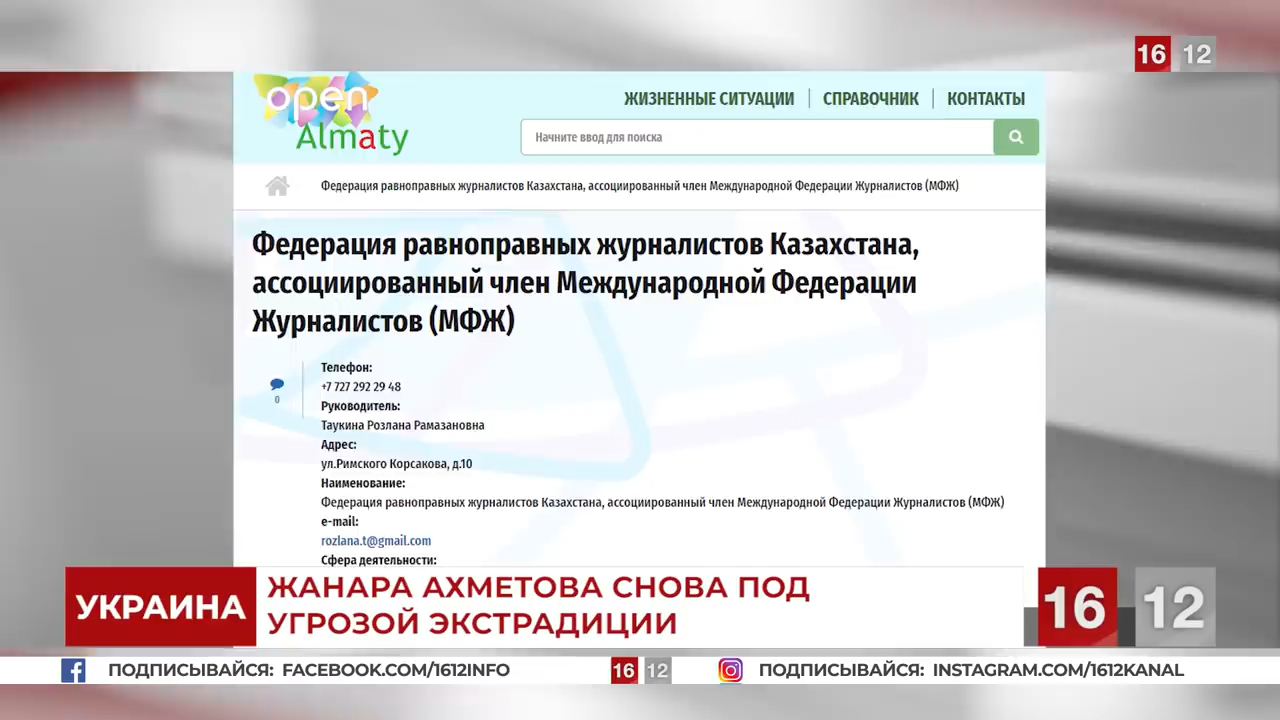 16 12
open
Almaty
ЖИЗНЕННЫЕ СИТУАЦИИ
СПРАВОЧНИК
КОНТАКТЫ
Начните ввод для поиска
Федерация равноправных журналистов Казахстана, ассоциированный член Международной Федерации Журналистов (МФЖ)
Федерация равноправных журналистов Казахстана,
ассоциированный член Международной Федерации
Журналистов (МФЖ)
0
Телефон:
+7 727 292 29 48
Руководитель:
Таукина Розлана Рамазановна
Адрес:
ул.Римского Корсакова, д.10
Наименование:
Федерация равноправных журналистов Казахстана, ассоциированный член Международной Федерации Журналистов (МФЖ)
e-mail:
rozlana.t@gmail.com
Сфера деятельности:
УКРАИНА
ЖАНАРА АХМЕТОВА СНОВА ПОД
УГРОЗОЙ ЭКСТРАДИЦИИ
16 12
ПОДПИСЫВАЙСЯ: FACEBOOK.COM/1612INFO
16 12
ПОДПИСЫВАЙСЯ: INSTAGRAM.COM/1612KANAL